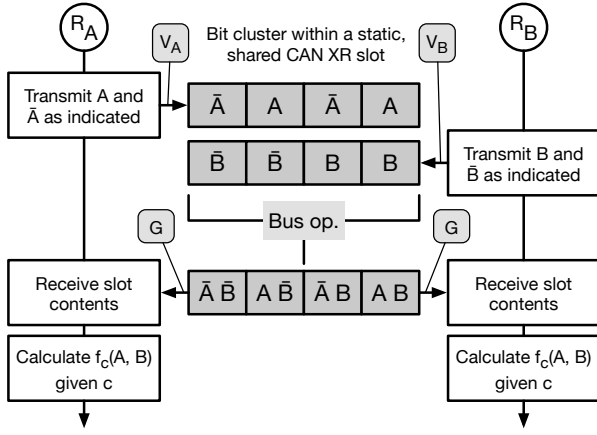 R_A
Bit cluster within a static,
shared CAN XR slot
R_B
V_A
V_B
Transmit A and
Ā as indicated
Ā A Ā A
B̄ B̄ B B
Transmit B and
B̄ as indicated
Bus op.
G
G
Receive slot
contents
Ā B̄ A B̄ Ā B A B
Receive slot
contents
Calculate f_c(A, B)
given c
Calculate f_c(A, B)
given c